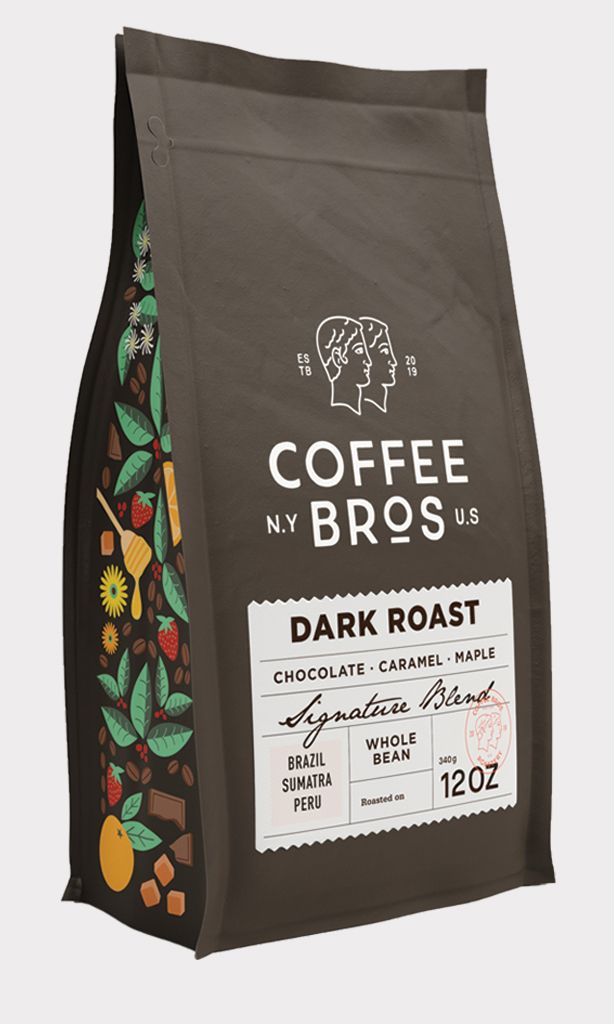 ES
TB
20
19
COFFEE
N.Y BROS U.S
DARK ROAST
CHOCOLATE · CARAMEL · MAPLE
Signature Blend
BRAZIL
SUMATRA
PERU
WHOLE
BEAN
Roasted on
340g
12OZ